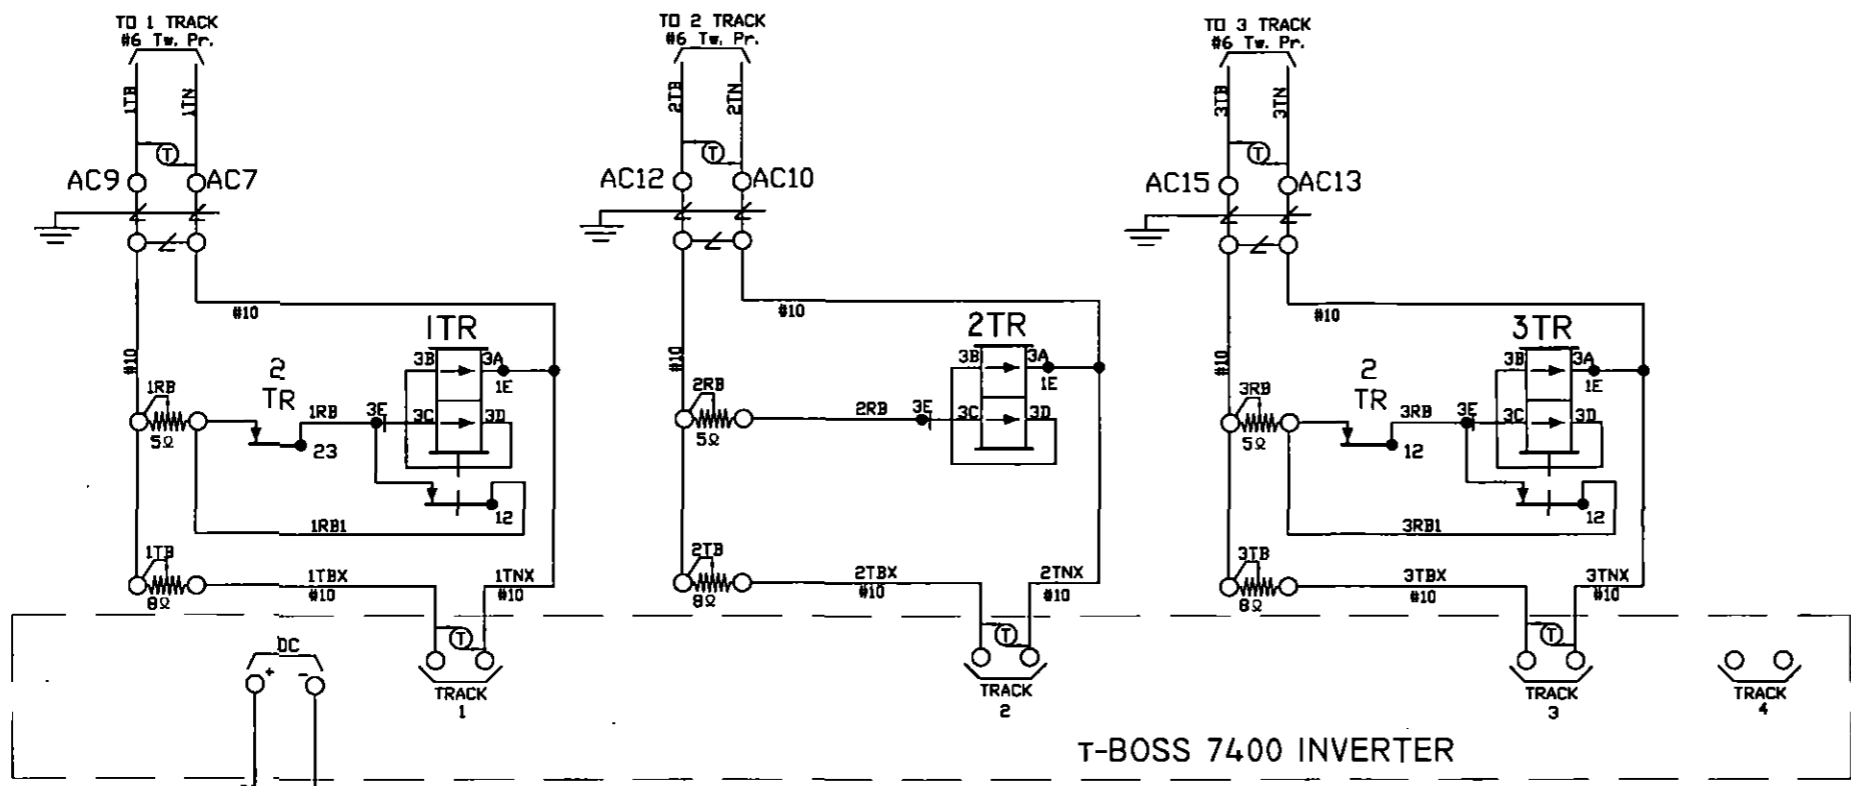 TO 1 TRACK
#6 Tw. Pr.
TO 2 TRACK
#6 Tw. Pr.
TO 3 TRACK
#6 Tw. Pr.
1TB
1TN
2TB
2TN
3TB
3TN
T
T
T
AC9
AC7
AC12
AC10
AC15
AC13
#10
#10
#10
1TR
2TR
3TR
#10
#10
#10
3B
3A
1E
3B
3A
1E
3B
3A
1E
2
TR
2
TR
1RB
5Ω
23
1RB
3E
3C
3D
2RB
5Ω
2RB
3E
3C
3D
3RB
5Ω
12
3RB
3E
3C
3D
12
12
1RB1
3RB1
1TB
8Ω
1TBX
#10
1TNX
#10
2TB
8Ω
2TBX
#10
2TNX
#10
3TB
8Ω
3TBX
#10
3TNX
#10
DC
+
-
T
T
T
TRACK
1
TRACK
2
TRACK
3
TRACK
4
T-BOSS 7400 INVERTER